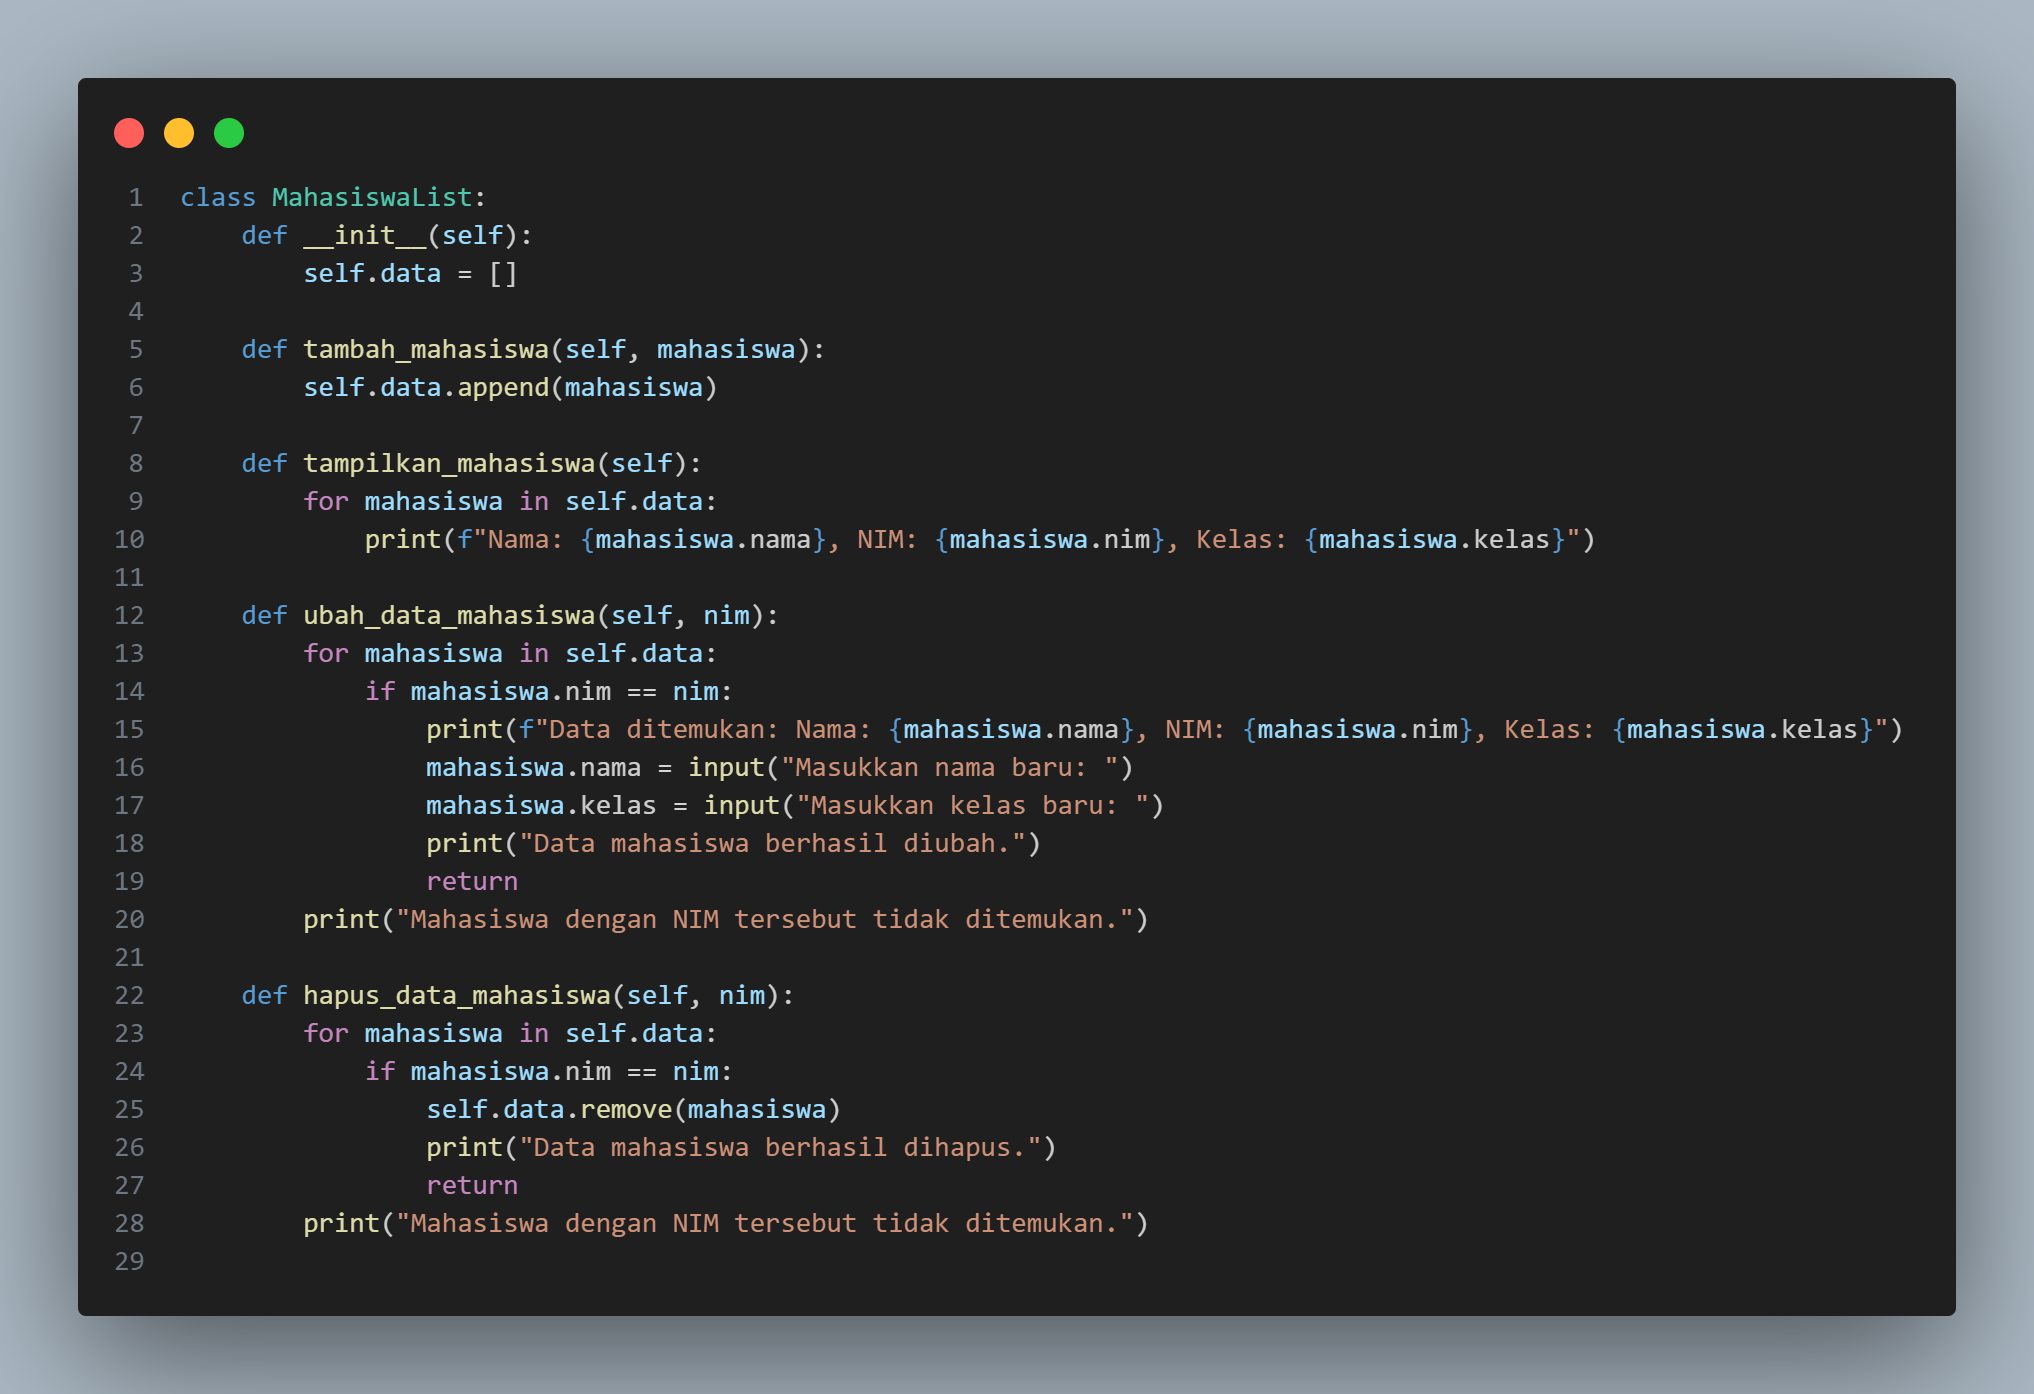 1 class MahasiswaList:
2     def __init__(self):
3         self.data = []
4
5     def tambah_mahasiswa(self, mahasiswa):
6         self.data.append(mahasiswa)
7
8     def tampilkan_mahasiswa(self):
9         for mahasiswa in self.data:
10             print(f"Nama: {mahasiswa.nama}, NIM: {mahasiswa.nim}, Kelas: {mahasiswa.kelas}")
11
12     def ubah_data_mahasiswa(self, nim):
13         for mahasiswa in self.data:
14             if mahasiswa.nim == nim:
15                 print(f"Data ditemukan: Nama: {mahasiswa.nama}, NIM: {mahasiswa.nim}, Kelas: {mahasiswa.kelas}")
16                 mahasiswa.nama = input("Masukkan nama baru: ")
17                 mahasiswa.kelas = input("Masukkan kelas baru: ")
18                 print("Data mahasiswa berhasil diubah.")
19                 return
20         print("Mahasiswa dengan NIM tersebut tidak ditemukan.")
21
22     def hapus_data_mahasiswa(self, nim):
23         for mahasiswa in self.data:
24             if mahasiswa.nim == nim:
25                 self.data.remove(mahasiswa)
26                 print("Data mahasiswa berhasil dihapus.")
27                 return
28         print("Mahasiswa dengan NIM tersebut tidak ditemukan.")
29